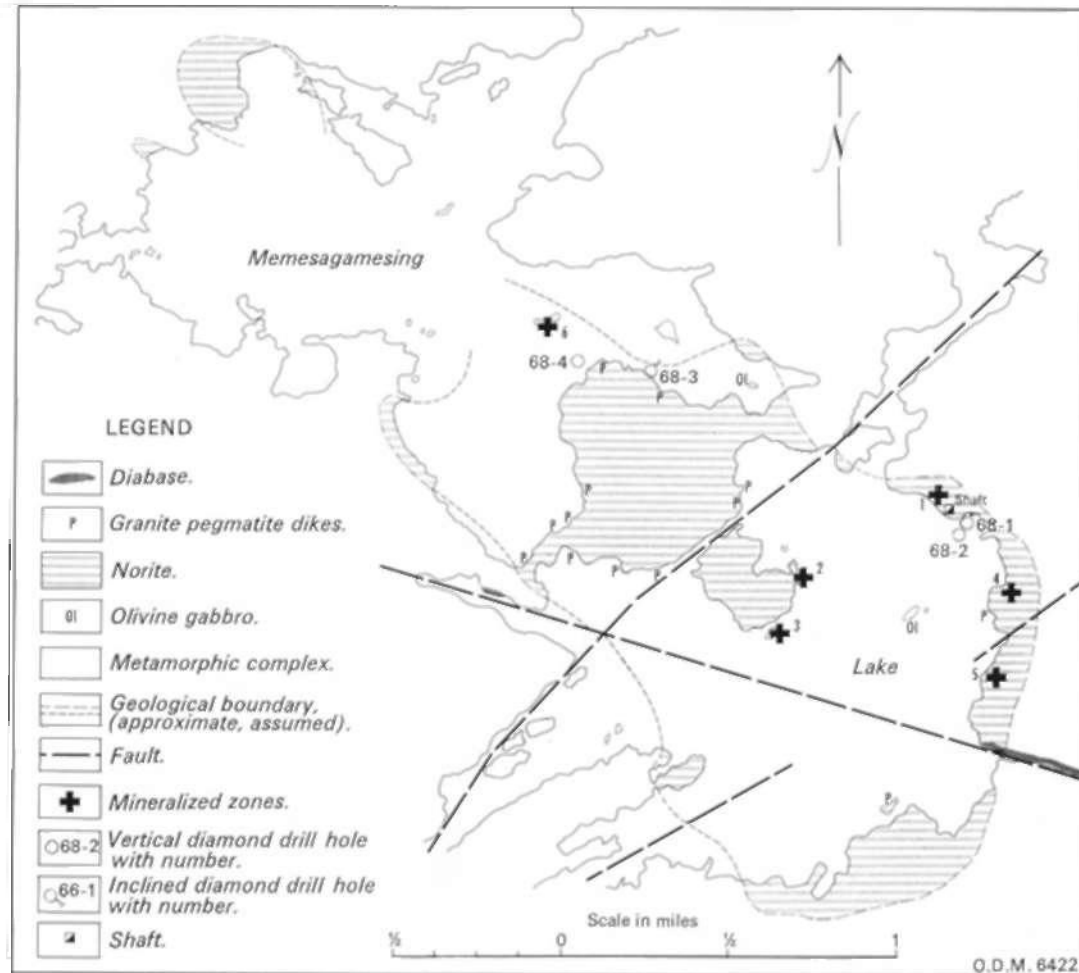 N
Memesagamesing
6
68-4
P
68-3
P
Ol
LEGEND
Diabase.
P Granite pegmatite dikes.
Norite.
Ol Olivine gabbro.
Metamorphic complex.
Geological boundary,
(approximate, assumed).
Fault.
Mineralized zones.
68-2 Vertical diamond drill hole
with number.
66-1 Inclined diamond drill hole
with number.
Shaft.
P
P
P
P
P
P
P
P
P
1
Shaft
68-1
68-2
2
3
4
P
Ol
Lake
5
P
Scale in miles
½ 0 ½ 1
O.D.M. 6422